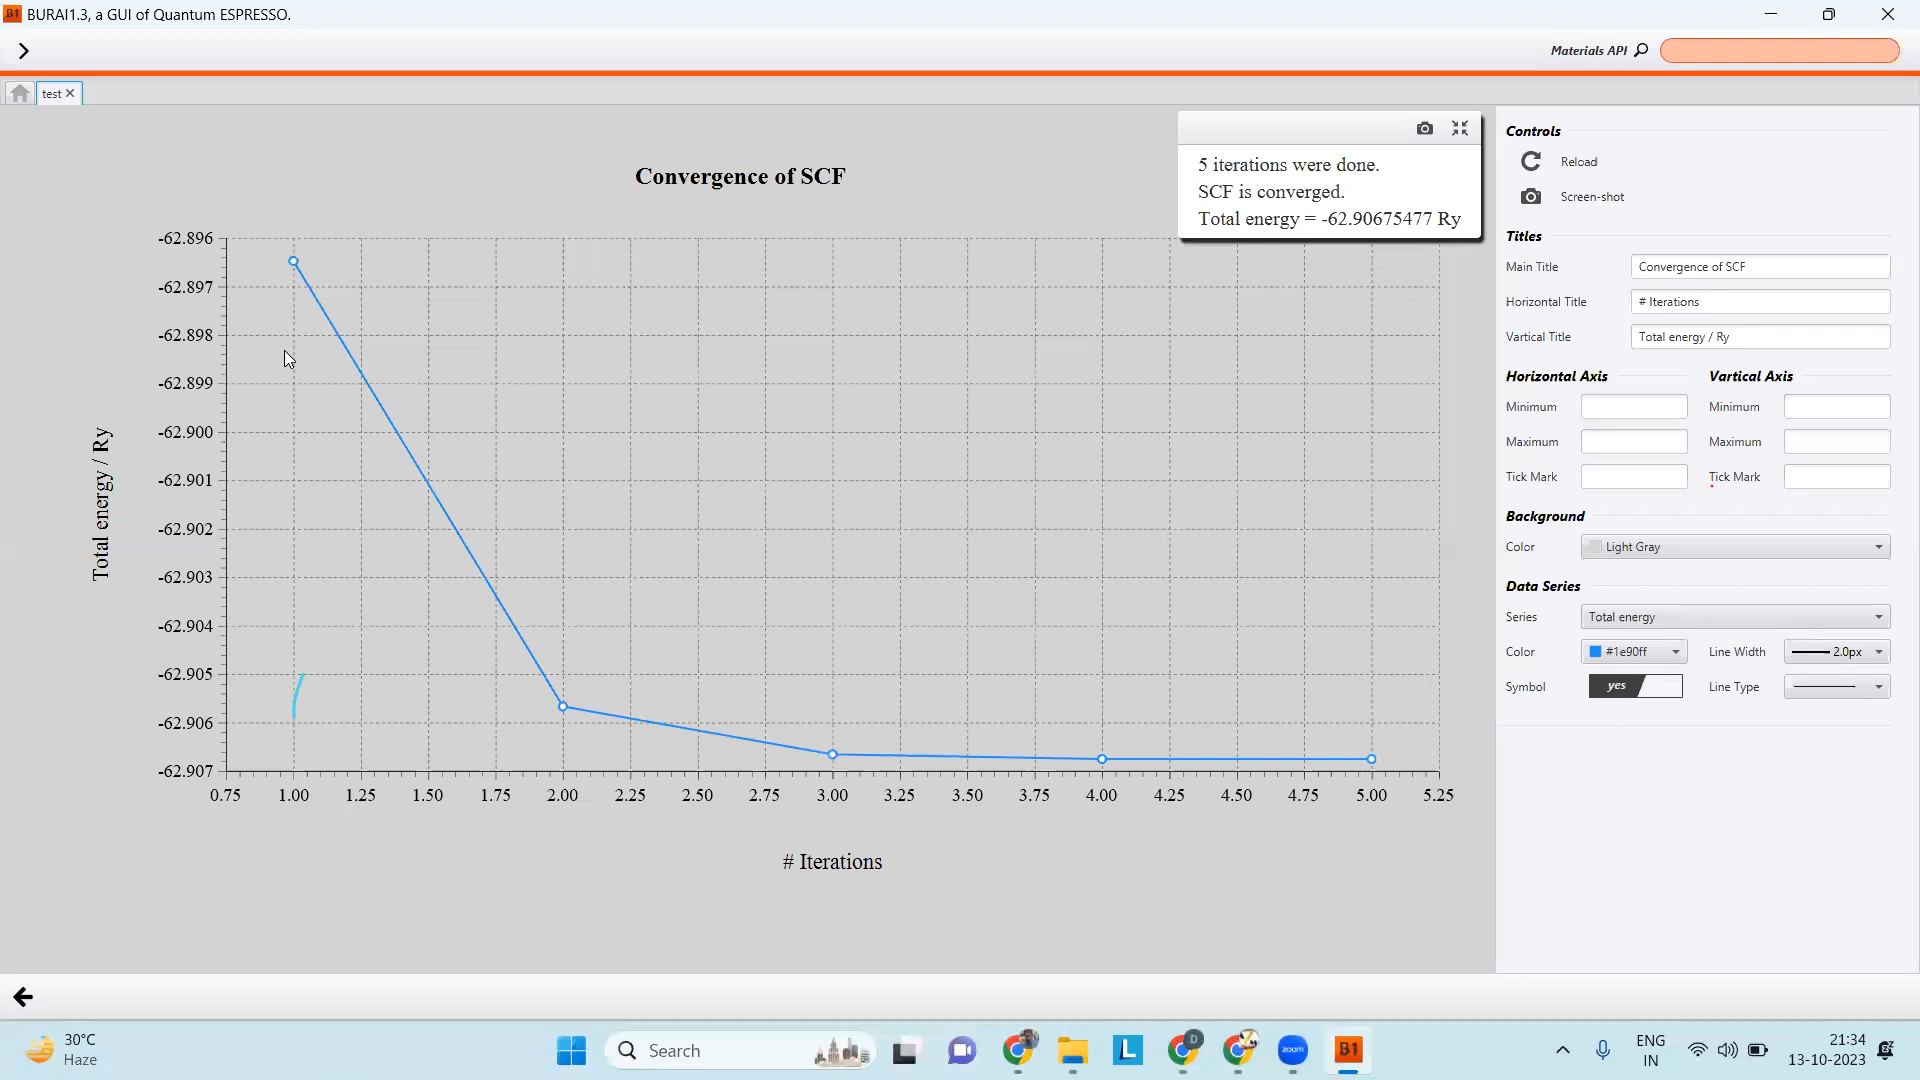 B1 BURAI1.3, a GUI of Quantum ESPRESSO.
Materials API
test
Convergence of SCF
5 iterations were done.
SCF is converged.
Total energy = -62.90675477 Ry
Total energy / Ry
-62.896
-62.897
-62.898
-62.899
-62.900
-62.901
-62.902
-62.903
-62.904
-62.905
-62.906
-62.907
0.75 1.00 1.25 1.50 1.75 2.00 2.25 2.50 2.75 3.00 3.25 3.50 3.75 4.00 4.25 4.50 4.75 5.00 5.25
# Iterations
Controls
Reload
Screen-shot
Titles
Main Title Convergence of SCF
Horizontal Title # Iterations
Vartical Title Total energy / Ry
Horizontal Axis Vartical Axis
Minimum Minimum
Maximum Maximum
Tick Mark Tick Mark
Background
Color Light Gray
Data Series
Series Total energy
Color #1e90ff Line Width 2.0px
Symbol yes Line Type
30°C
Haze
Search
L
D
zoom
B1
ENG
IN
21:34
13-10-2023